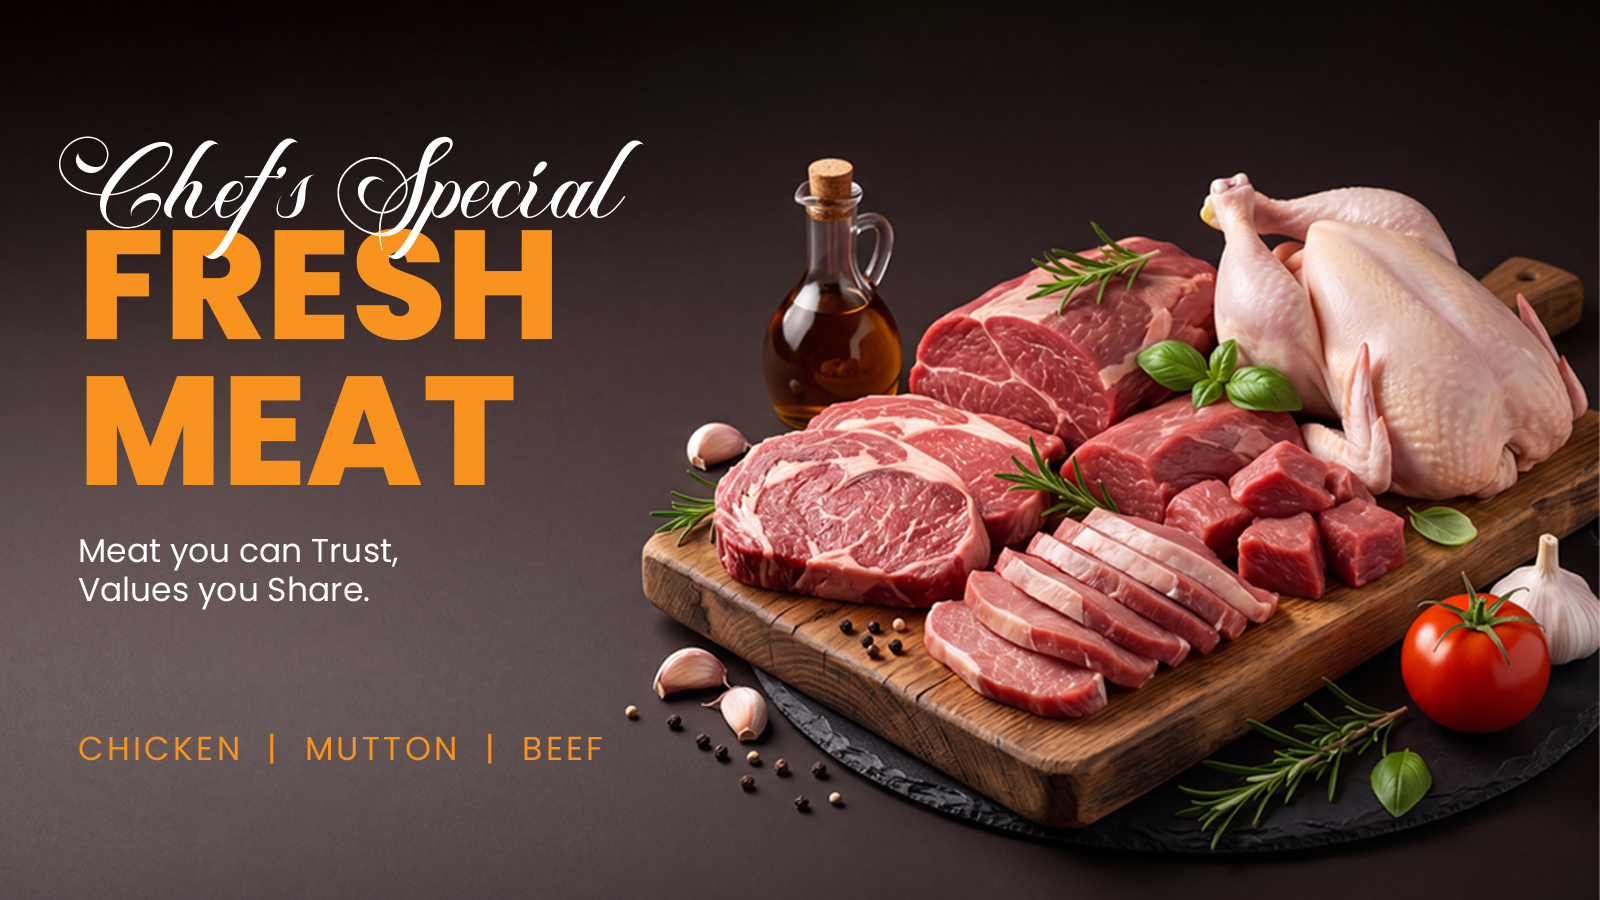 Chef's Special
FRESH
MEAT
Meat you can Trust,
Values you Share.
CHICKEN | MUTTON | BEEF